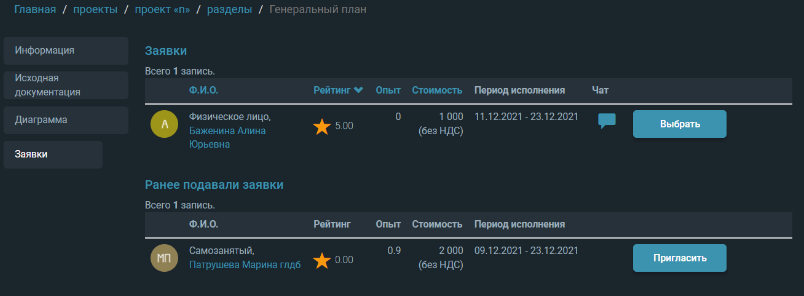 Главная / проекты / проект «п» / разделы / Генеральный план
Информация
Исходная
документация
Диаграмма
Заявки
Заявки
Всего 1 запись.
Ф.И.О. Рейтинг Опыт Стоимость Период исполнения Чат
А Физическое лицо, 5.00 0 1 000 11.12.2021 - 23.12.2021 Выбрать
Баженина Алина (без НДС)
Юрьевна
Ранее подавали заявки
Всего 1 запись.
Ф.И.О. Рейтинг Опыт Стоимость Период исполнения
МП Самозанятый, 0.00 0.9 2 000 09.12.2021 - 23.12.2021 Пригласить
Патрушева Марина глдб (без НДС)